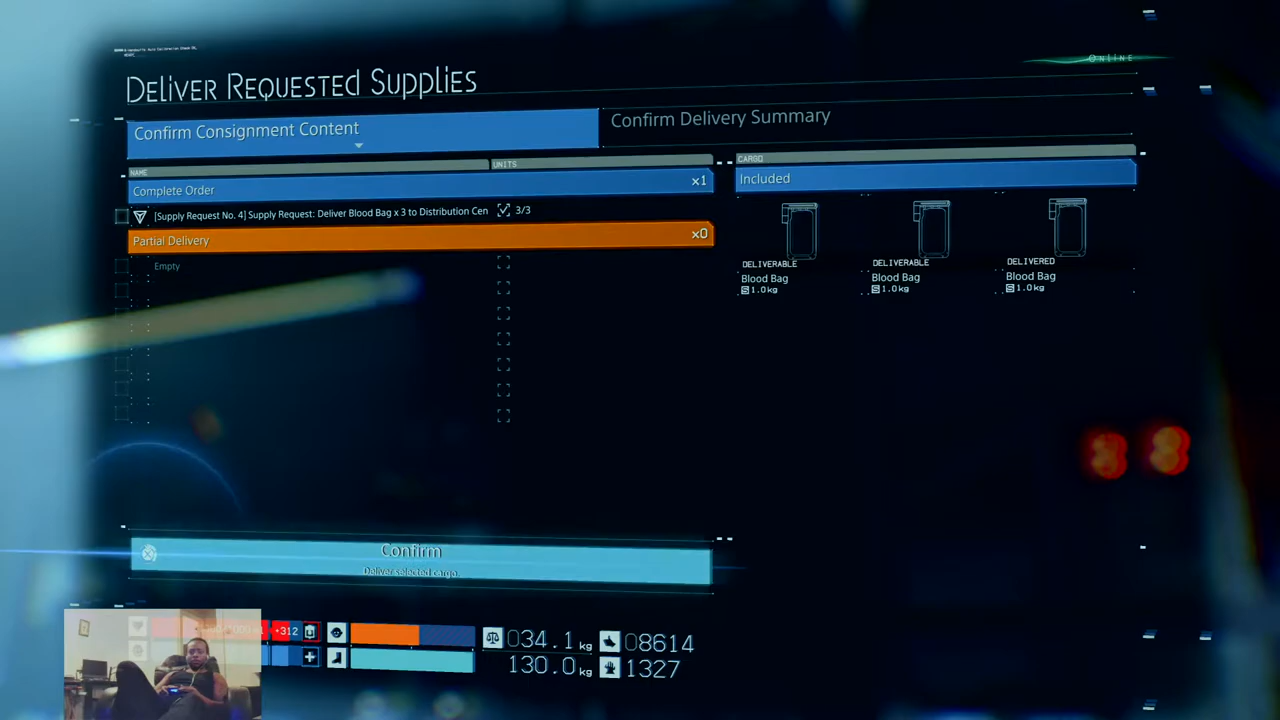 Online
Deliver Requested Supplies
Confirm Consignment Content
Confirm Delivery Summary
NAME
UNITS
CARGO
Complete Order
x1
Included
[Supply Request No. 4] Supply Request: Deliver Blood Bag x 3 to Distribution Cen
3/3
Partial Delivery
x0
Empty
DELIVERABLE
Blood Bag
S 1.0kg
DELIVERABLE
Blood Bag
S 1.0kg
DELIVERED
Blood Bag
S 1.0kg
Confirm
Deliver selected cargo.
+312
034.1 kg
08614
130.0 kg
1327